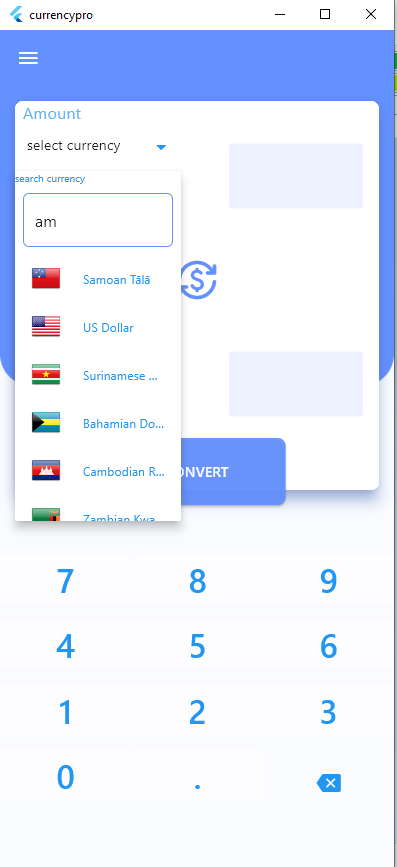 currencypro
Amount
select currency
search currency
am
Samoan Tālā
US Dollar
Surinamese ...
Bahamian Do...
Cambodian R...
Zambian Kwa...
ONVERT
7 8 9
4 5 6
1 2 3
0 .